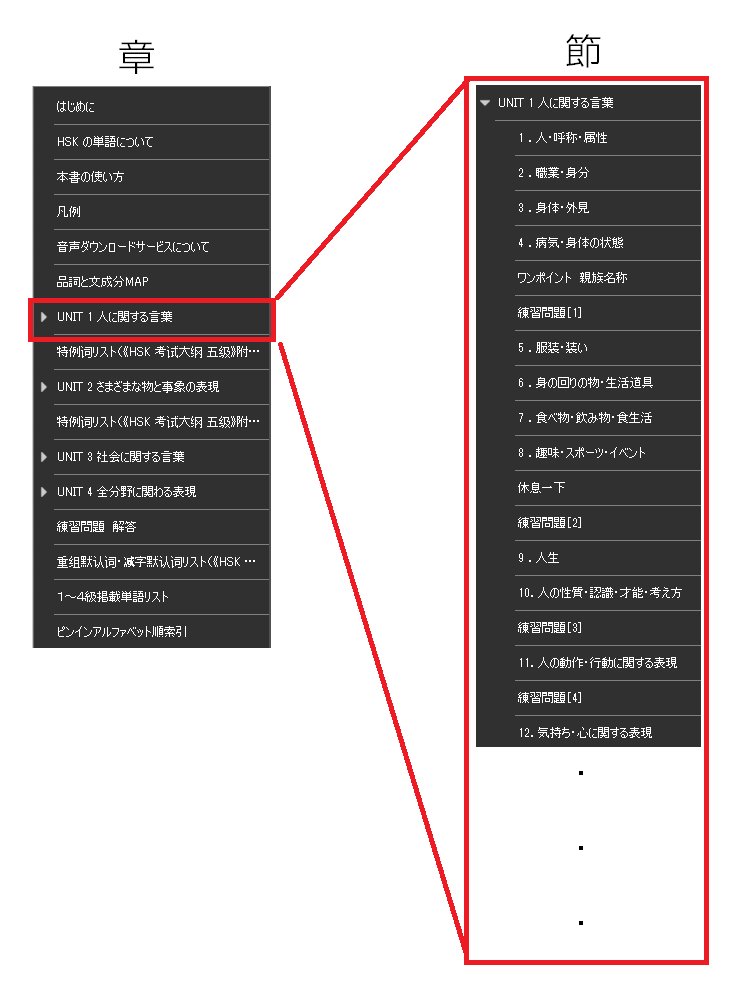 章
はじめに
HSK の単語について
本書の使い方
凡例
音声ダウンロードサービスについて
品詞と文成分MAP
UNIT 1 人に関する言葉
特例词リスト(《HSK 考试大纲 五级》附…
UNIT 2 さまざまな物と事象の表現
特例词リスト(《HSK 考试大纲 五级》附…
UNIT 3 社会に関する言葉
UNIT 4 全分野に関わる表現
練習問題 解答
重组默认词・减字默认词リスト(《HSK …
1~4級掲載単語リスト
ピンインアルファベット順索引
節
UNIT 1 人に関する言葉
1．人・呼称・属性
2．職業・身分
3．身体・外見
4．病気・身体の状態
ワンポイント 親族名称
練習問題[1]
5．服装・装い
6．身の回りの物・生活道具
7．食べ物・飲み物・食生活
8．趣味・スポーツ・イベント
休息一下
練習問題[2]
9．人生
10．人の性質・認識・才能・考え方
練習問題[3]
11．人の動作・行動に関する表現
練習問題[4]
12．気持ち・心に関する表現